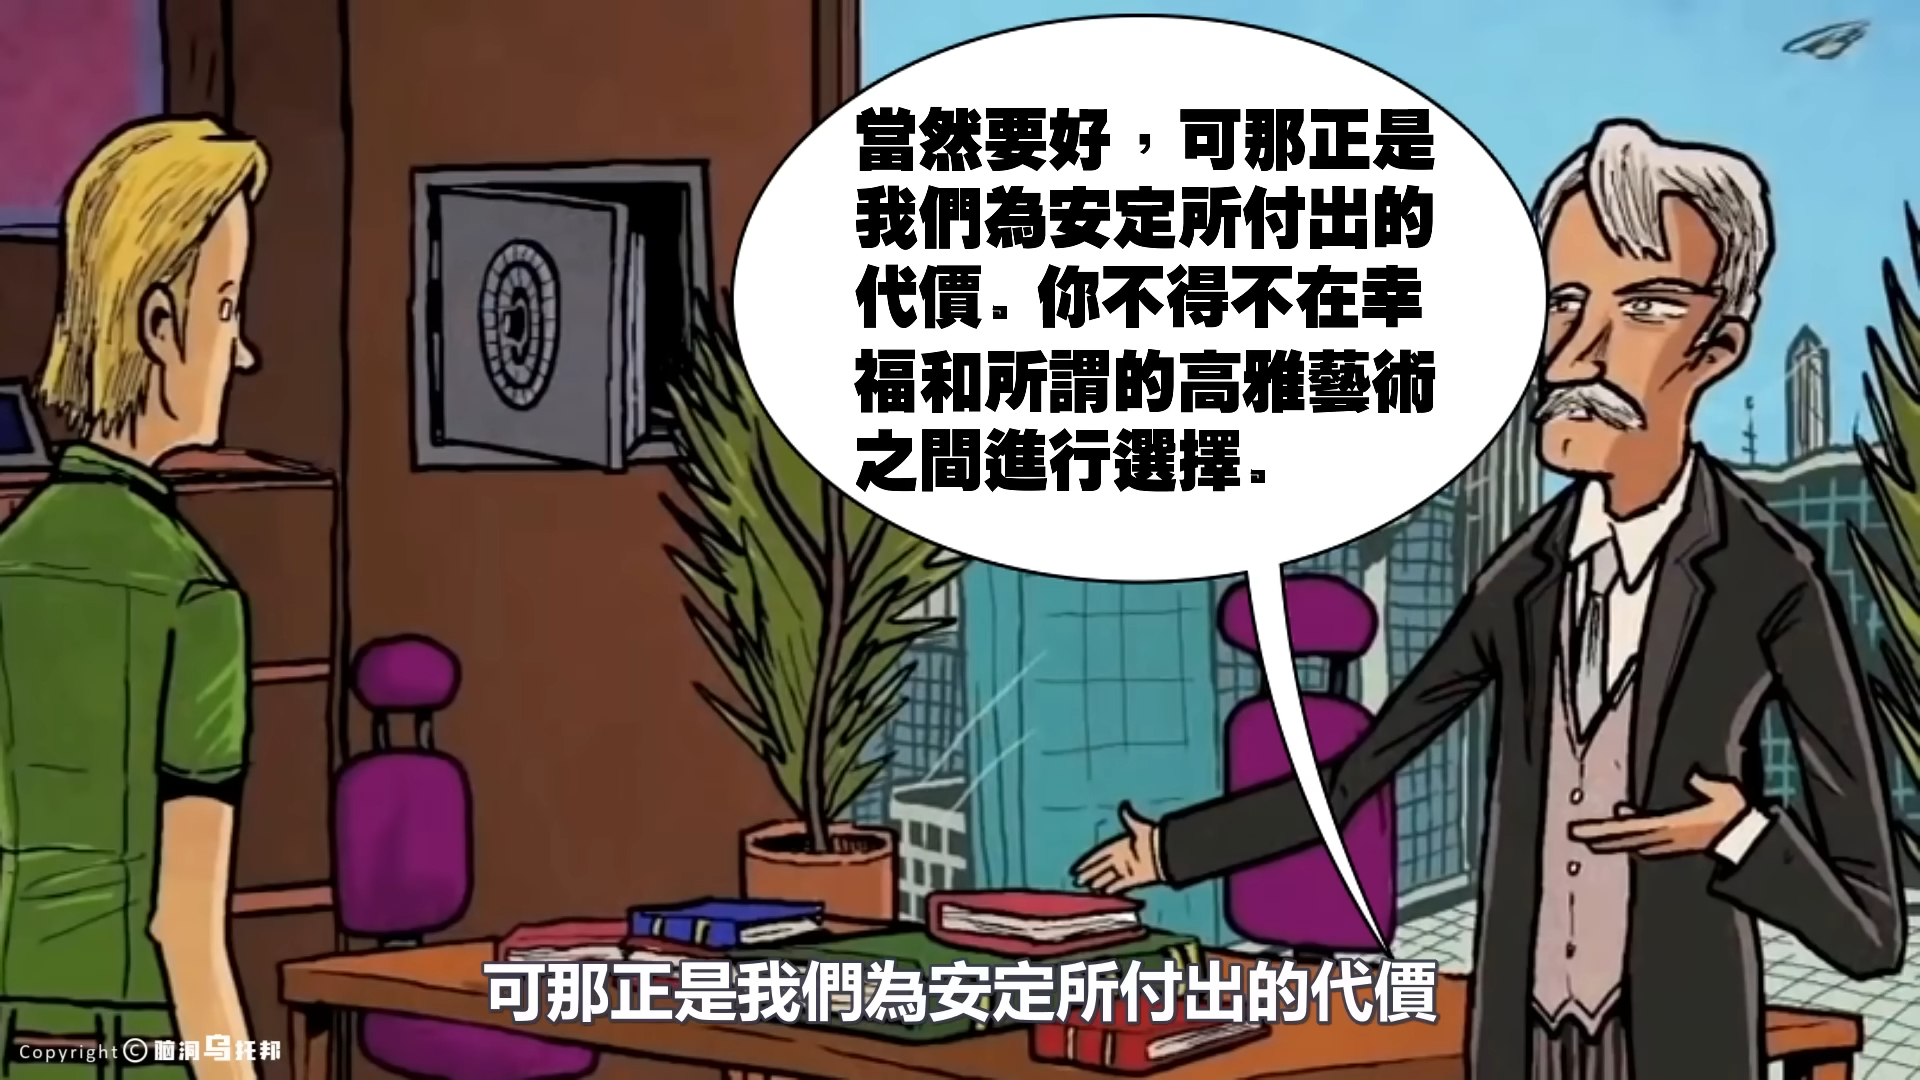 當然要好，可那正是
我們為安定所付出的
代價。你不得不在幸
福和所謂的高雅藝術
之間進行選擇。
可那正是我們為安定所付出的代價
Copyright © 脑洞乌托邦